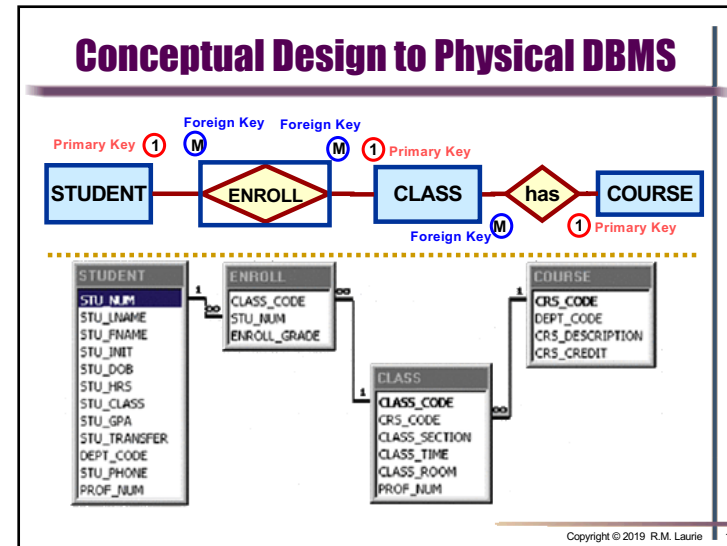 Conceptual Design to Physical DBMS
Foreign Key Foreign Key
Primary Key 1 M M 1 Primary Key
STUDENT ENROLL CLASS has COURSE
Foreign Key M 1 Primary Key
STUDENT
STU_NUM
STU_LNAME
STU_FNAME
STU_INIT
STU_DOB
STU_HRS
STU_CLASS
STU_GPA
STU_TRANSFER
DEPT_CODE
STU_PHONE
PROF_NUM
1 ∞
ENROLL
CLASS_CODE
STU_NUM
ENROLL_GRADE
∞ 1
CLASS
CLASS_CODE
CRS_CODE
CLASS_SECTION
CLASS_TIME
CLASS_ROOM
PROF_NUM
∞ 1
COURSE
CRS_CODE
DEPT_CODE
CRS_DESCRIPTION
CRS_CREDIT
Copyright © 2019 R.M. Laurie